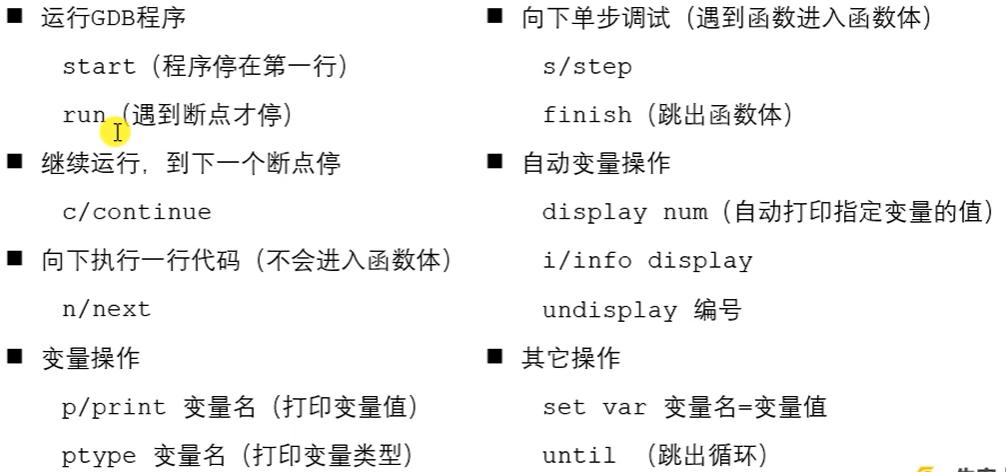 ■ 运行GDB程序
start（程序停在第一行）
run（遇到断点才停）
■ 继续运行，到下一个断点停
c/continue
■ 向下执行一行代码（不会进入函数体）
n/next
■ 变量操作
p/print 变量名（打印变量值）
ptype 变量名（打印变量类型）
■ 向下单步调试（遇到函数进入函数体）
s/step
finish（跳出函数体）
■ 自动变量操作
display num（自动打印指定变量的值）
i/info display
undisplay 编号
■ 其它操作
set var 变量名=变量值
until （跳出循环）